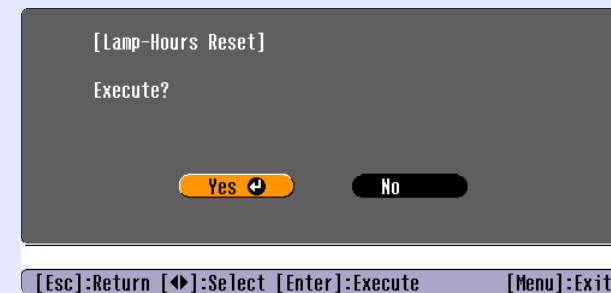 [Lamp-Hours Reset]
Execute?
Yes No
[Esc]:Return [◆]:Select [Enter]:Execute [Menu]:Exit